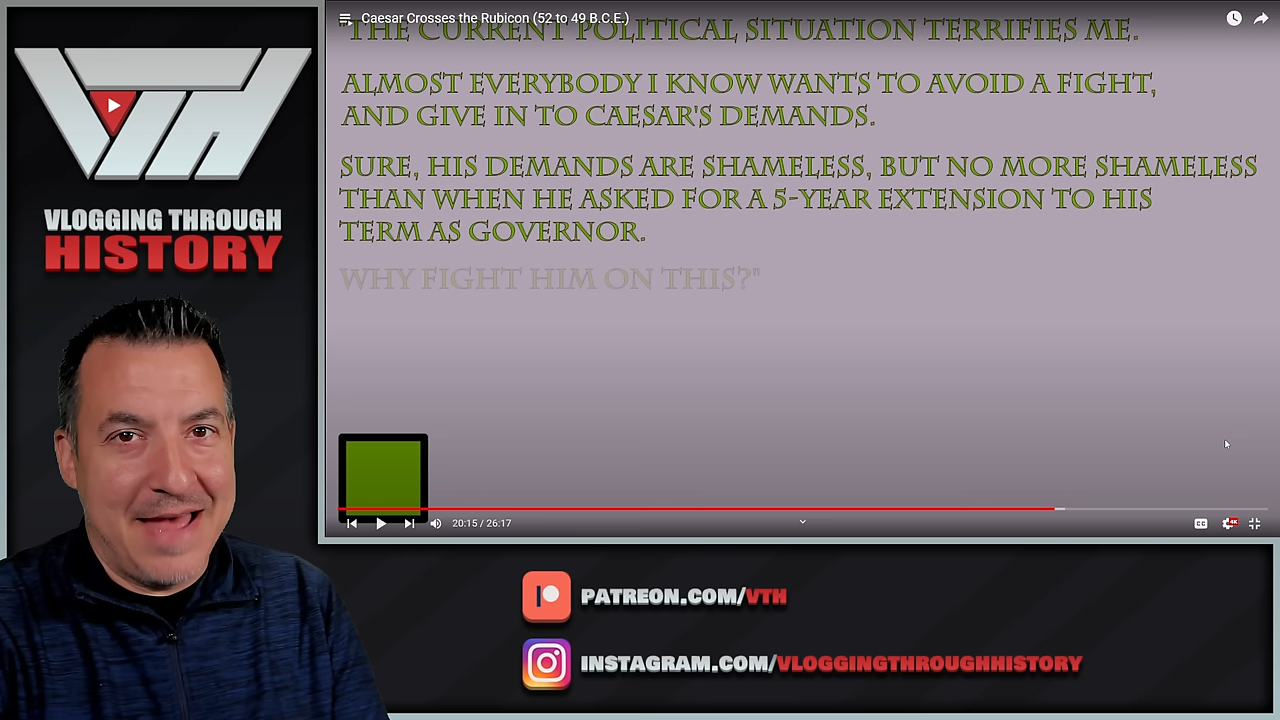 Caesar Crosses the Rubicon (52 to 49 B.C.E.)
"THE CURRENT POLITICAL SITUATION TERRIFIES ME.
ALMOST EVERYBODY I KNOW WANTS TO AVOID A FIGHT,
AND GIVE IN TO CAESAR'S DEMANDS.
SURE, HIS DEMANDS ARE SHAMELESS, BUT NO MORE SHAMELESS
THAN WHEN HE ASKED FOR A 5-YEAR EXTENSION TO HIS
TERM AS GOVERNOR.
WHY FIGHT HIM ON THIS?"
20:15 / 26:17
CC
4K
VTH
VLOGGING THROUGH
HISTORY
PATREON.COM/VTH
INSTAGRAM.COM/VLOGGINGTHROUGHHISTORY